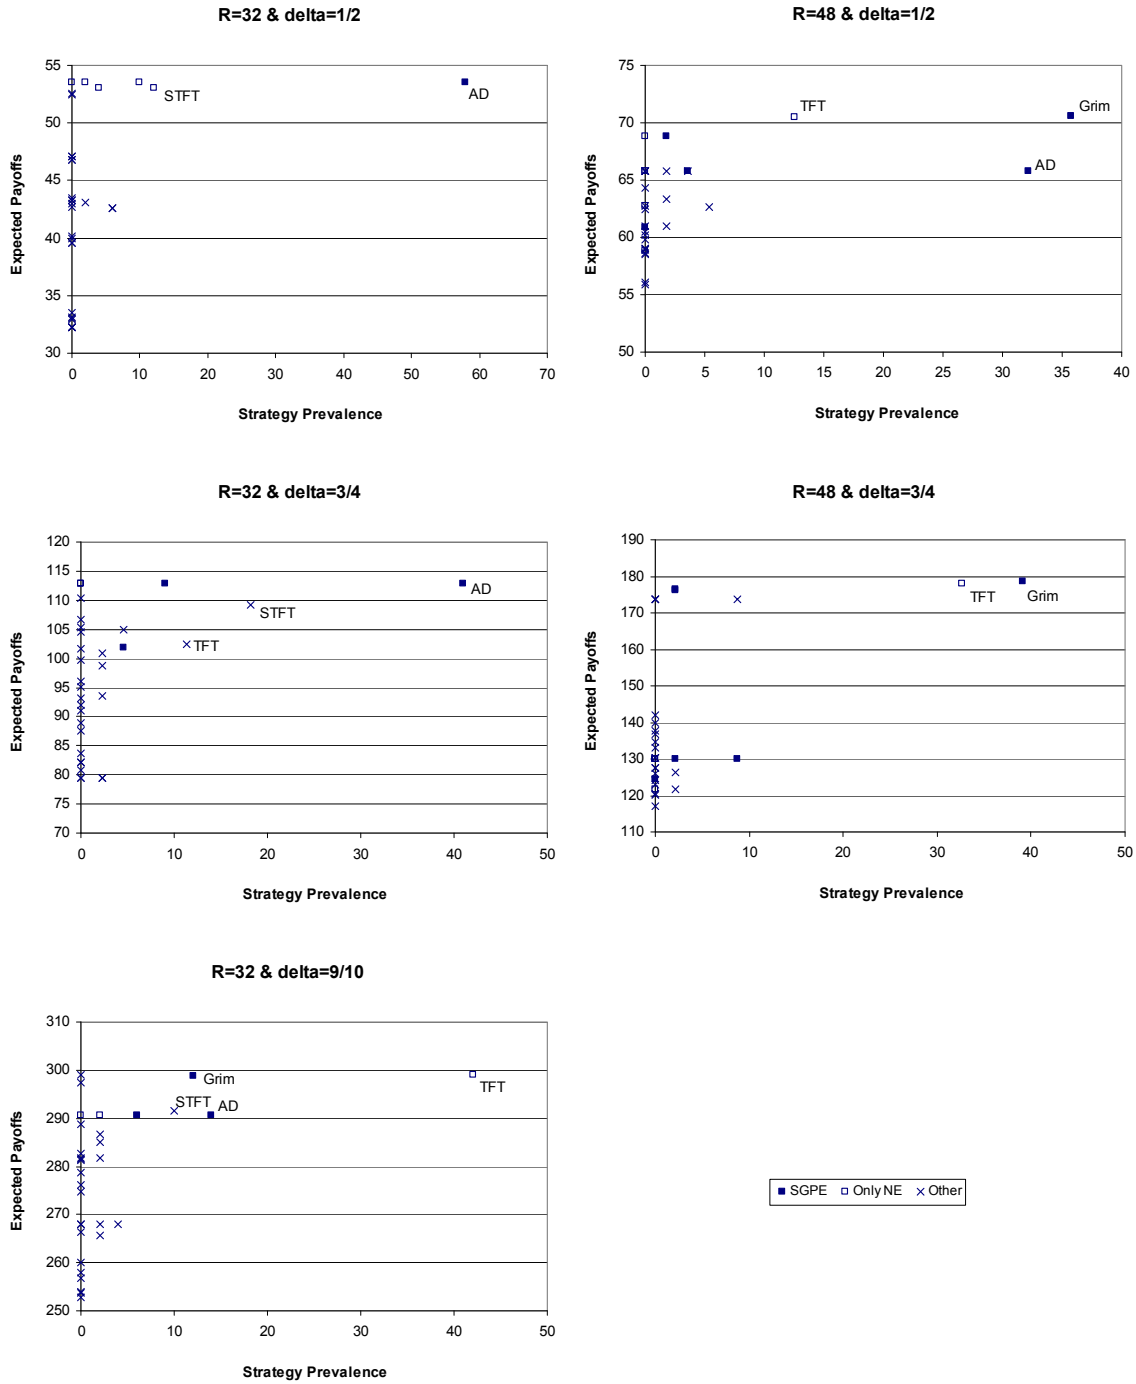 R=32 & delta=1/2
55
50
45
40
35
30
0 10 20 30 40 50 60 70
Expected Payoffs
Strategy Prevalence
STFT
AD
R=48 & delta=1/2
75
70
65
60
55
50
0 5 10 15 20 25 30 35 40
Expected Payoffs
Strategy Prevalence
TFT
Grim
AD
R=32 & delta=3/4
120
115
110
105
100
95
90
85
80
75
70
0 10 20 30 40 50
Expected Payoffs
Strategy Prevalence
AD
STFT
TFT
R=48 & delta=3/4
190
180
170
160
150
140
130
120
110
0 10 20 30 40 50
Expected Payoffs
Strategy Prevalence
TFT
Grim
R=32 & delta=9/10
310
300
290
280
270
260
250
0 10 20 30 40 50
Expected Payoffs
Strategy Prevalence
Grim
TFT
STFT
AD
SGPE Only NE Other